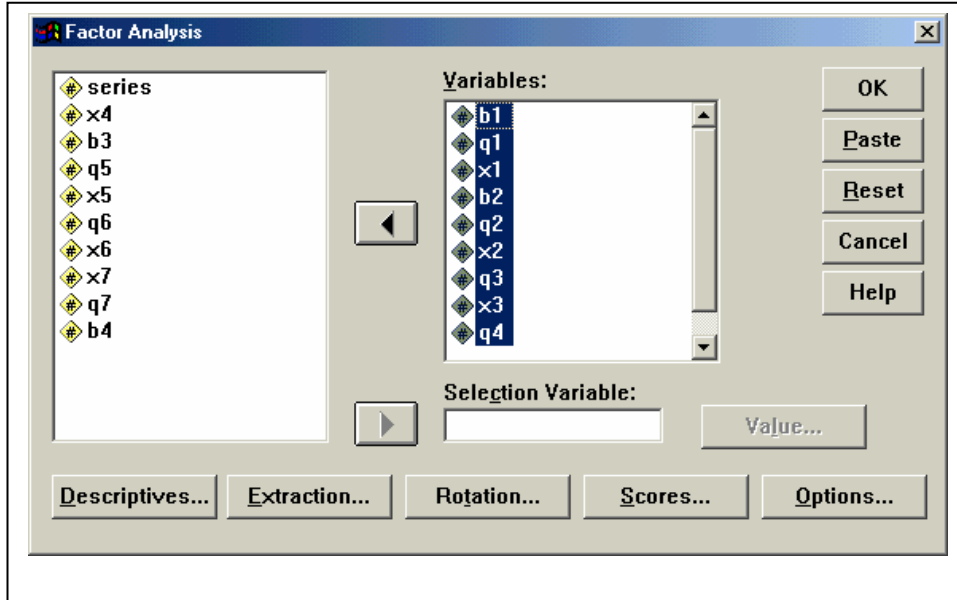 Factor Analysis
series
x4
b3
q5
x5
q6
x6
x7
q7
b4
Variables:
b1
q1
x1
b2
q2
x2
q3
x3
q4
Selection Variable:
Value...
OK
Paste
Reset
Cancel
Help
Descriptives...
Extraction...
Rotation...
Scores...
Options...